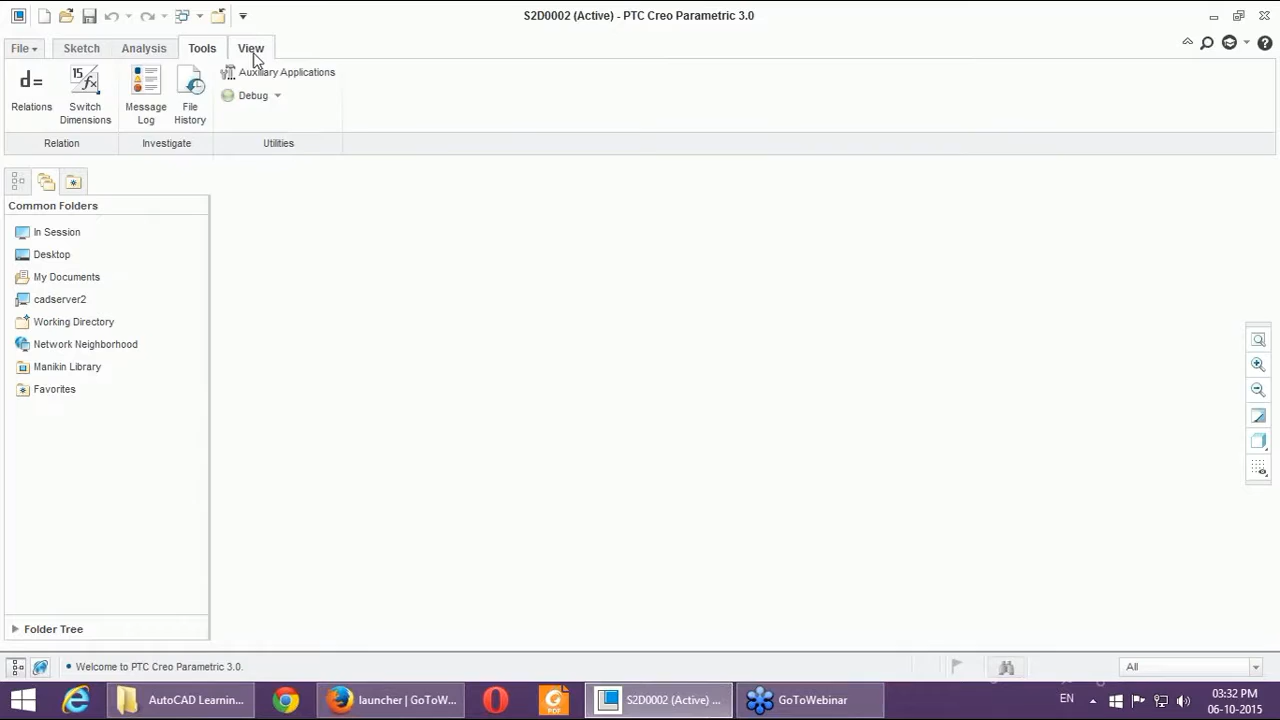 S2D0002 (Active) - PTC Creo Parametric 3.0
File Sketch Analysis Tools View
d= Relations
15 fx Switch Dimensions
Message Log
File History
Auxiliary Applications
Debug
Relation Investigate Utilities
Common Folders
In Session
Desktop
My Documents
cadserver2
Working Directory
Network Neighborhood
Manikin Library
Favorites
Folder Tree
Welcome to PTC Creo Parametric 3.0.
All
AutoCAD Learnin...
launcher | GoToW...
PDF
S2D0002 (Active) ...
GoToWebinar
EN
03:32 PM
06-10-2015